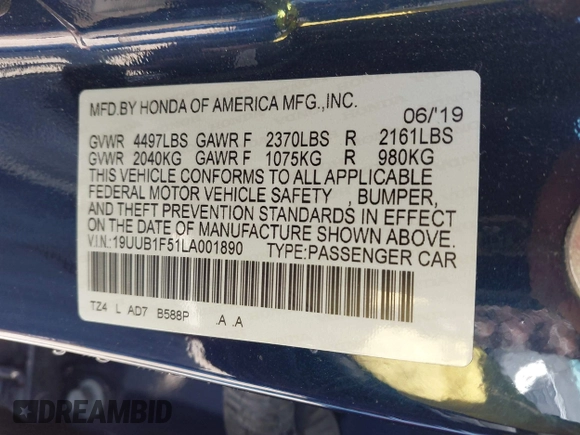 MFD.BY HONDA OF AMERICA MFG.,INC.
06/'19
GVWR 4497LBS GAWR F 2370LBS R 2161LBS
GVWR 2040KG GAWR F 1075KG R 980KG
THIS VEHICLE CONFORMS TO ALL APPLICABLE
FEDERAL MOTOR VEHICLE SAFETY , BUMPER,
AND THEFT PREVENTION STANDARDS IN EFFECT
ON THE DATE OF MANUFACTURE SHOWN ABOVE.
V.I.N.:19UUB1F51LA001890 TYPE:PASSENGER CAR
TZ4 L AD7 B588P .A .A
DREAMBID